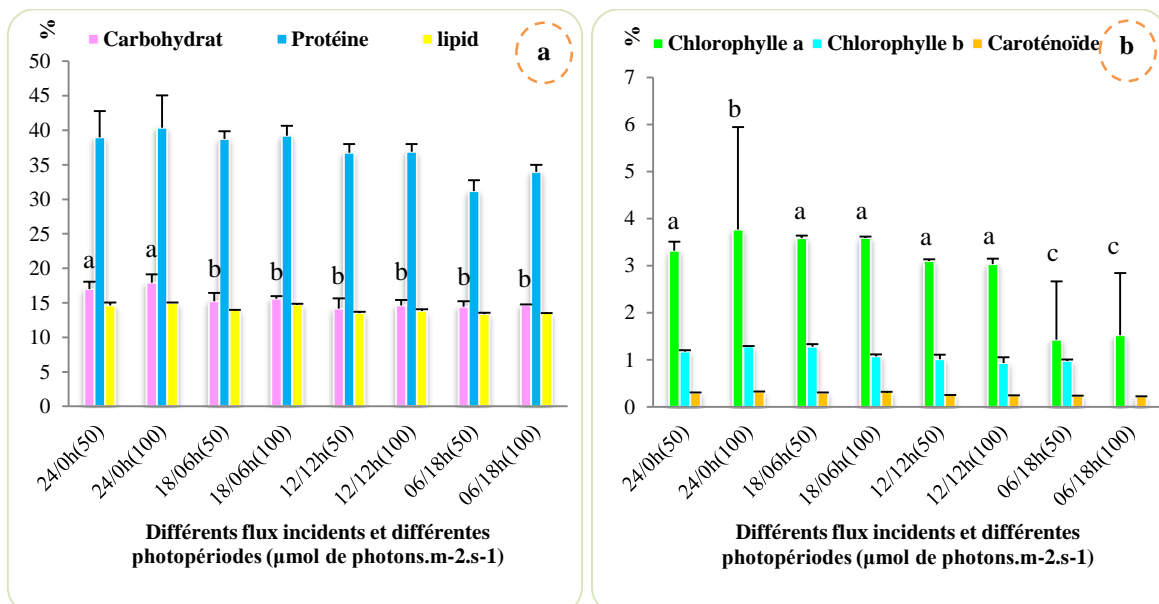 %
Carbohydrat Protéine lipid
a
50
45
40
35
30
25
20
15
10
5
0
a a b b b b b b
24/0h(50) 24/0h(100) 18/06h(50) 18/06h(100) 12/12h(50) 12/12h(100) 06/18h(50) 06/18h(100)
Différents flux incidents et différentes
photopériodes (µmol de photons.m-2.s-1)
%
Chlorophylle a Chlorophylle b Caroténoïde
b
7
6
5
4
3
2
1
0
a b a a a a c c
24/0h(50) 24/0h(100) 18/06h(50) 18/06h(100) 12/12h(50) 12/12h(100) 06/18h(50) 06/18h(100)
Différents flux incidents et différentes
photopériodes (µmol de photons.m-2.s-1)